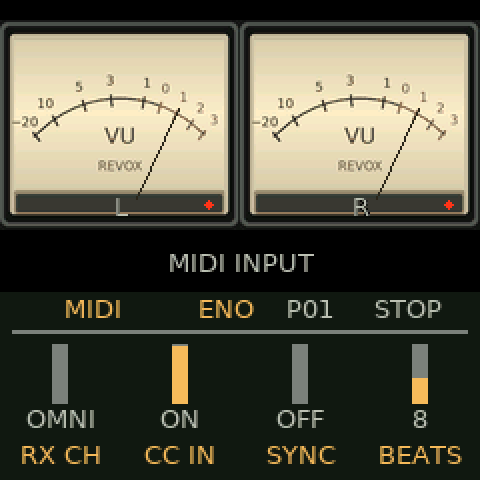 -20 10 5 3 1 0 1 2 3
VU
REVOX
L
-20 10 5 3 1 0 1 2 3
VU
REVOX
R
MIDI INPUT
MIDI ENO P01 STOP
OMNI ON OFF 8
RX CH CC IN SYNC BEATS